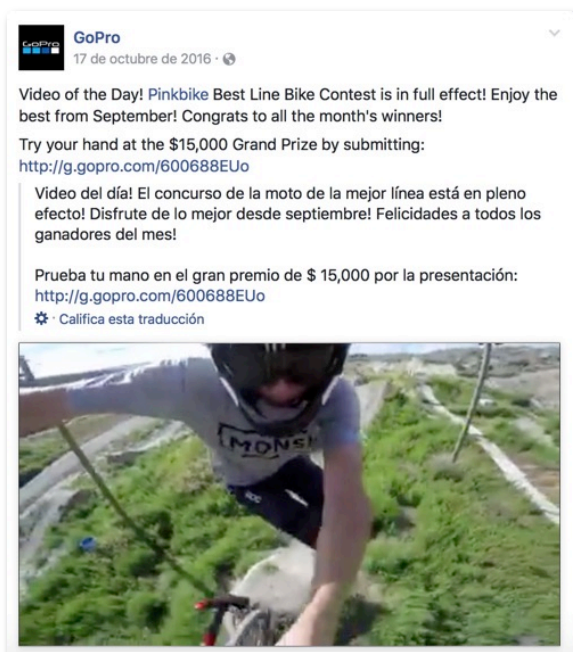 GoPro
GoPro
17 de octubre de 2016 ·
Video of the Day! Pinkbike Best Line Bike Contest is in full effect! Enjoy the
best from September! Congrats to all the month's winners!
Try your hand at the $15,000 Grand Prize by submitting:
http://g.gopro.com/600688EUo
Video del día! El concurso de la moto de la mejor línea está en pleno
efecto! Disfrute de lo mejor desde septiembre! Felicidades a todos los
ganadores del mes!
Prueba tu mano en el gran premio de $ 15,000 por la presentación:
http://g.gopro.com/600688EUo
· Califica esta traducción